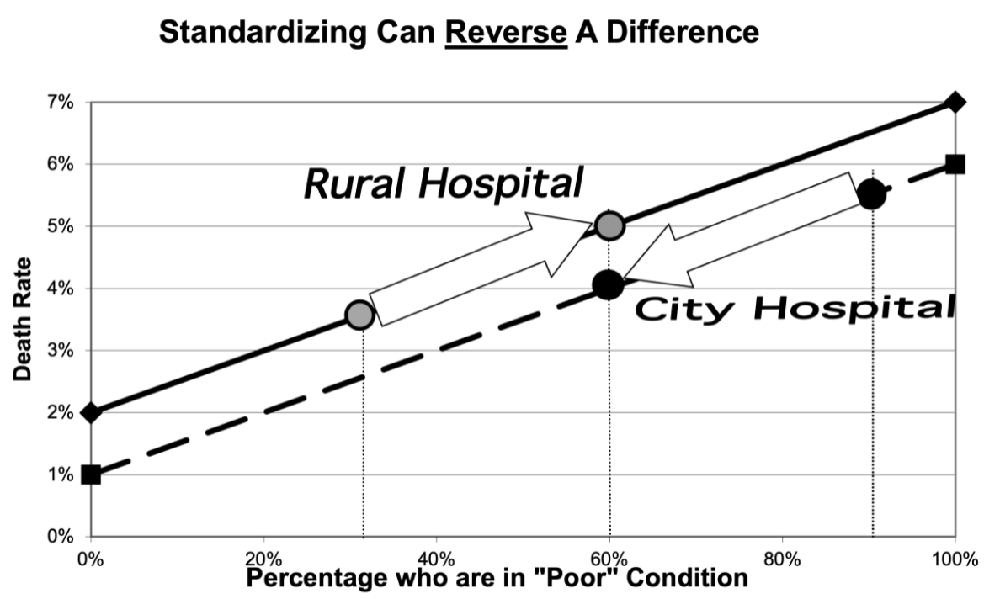 Standardizing Can Reverse A Difference
7%
6%
Rural Hospital
5%
4%
City Hospital
3%
2%
1%
0%
Death Rate
0% 20% 40% 60% 80% 100%
Percentage who are in "Poor" Condition